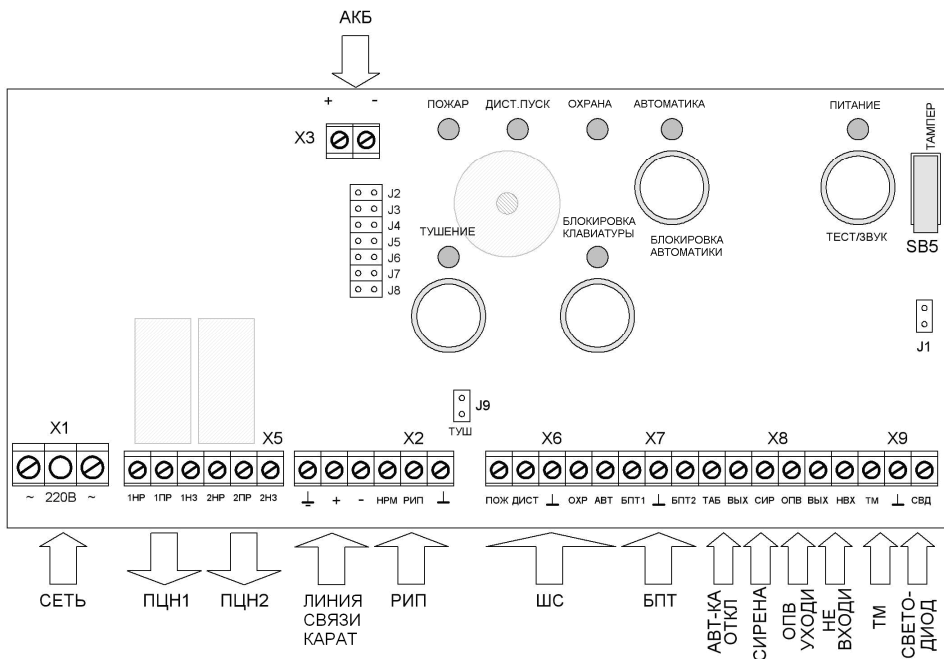 АКБ
+ -
X3
ПОЖАР ДИСТ.ПУСК ОХРАНА АВТОМАТИКА ПИТАНИЕ
ТАМПЕР
J2
J3
J4
J5
J6
J7
J8
ТУШЕНИЕ
БЛОКИРОВКА
КЛАВИАТУРЫ
БЛОКИРОВКА
АВТОМАТИКИ
ТЕСТ/ЗВУК
SB5
J1
J9
ТУШ
X1 X5 X2 X6 X7 X8 X9
~ 220В ~ 1НР 1ПР 1НЗ 2НР 2ПР 2НЗ + - НРМ РИП ПОЖ ДИСТ ОХР АВТ БПТ1 БПТ2 ТАБ ВЫХ СИР ОПВ ВЫХ НВХ ТМ СВД
СЕТЬ
ПЦН1
ПЦН2
ЛИНИЯ
СВЯЗИ
КАРАТ
РИП
ШС
БПТ
АВТ-КА
ОТКЛ
СИРЕНА
ОПВ
УХОДИ
НЕ
ВХОДИ
ТМ
СВЕТО-
ДИОД